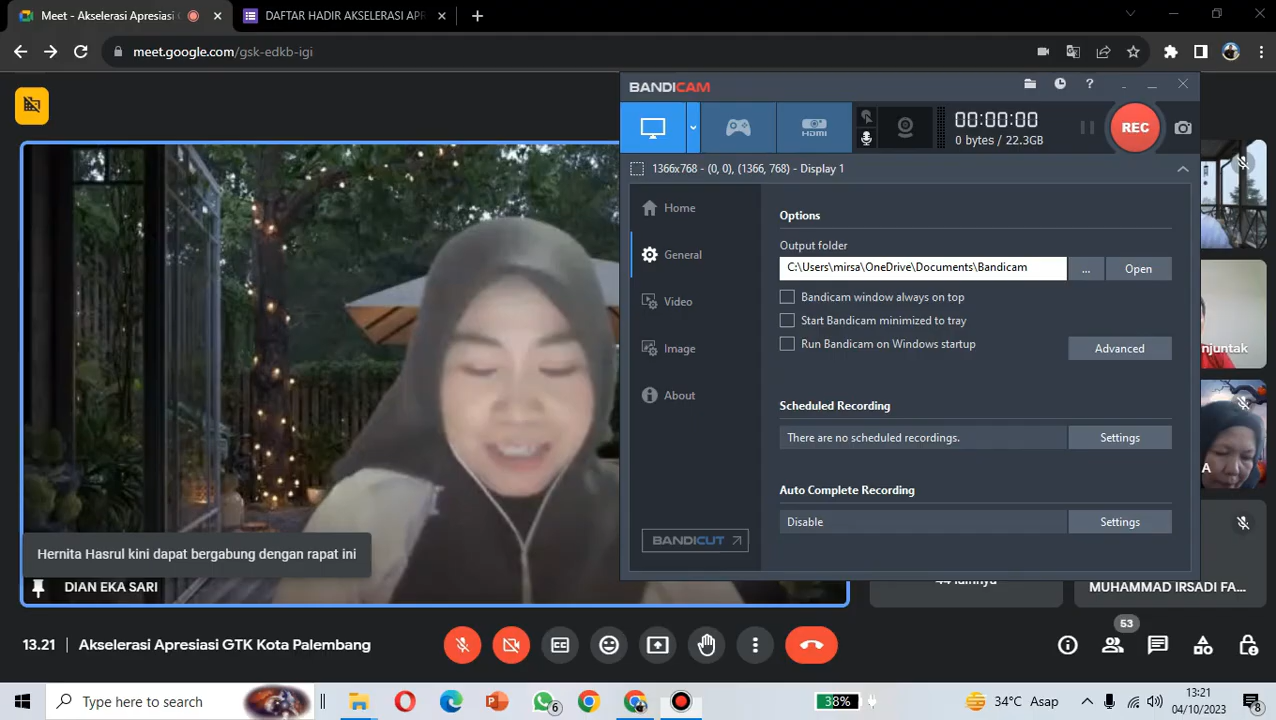 Meet - Akselerasi Apresiasi
DAFTAR HADIR AKSELERASI APR
meet.google.com/gsk-edkb-igi
BANDICAM
HDMI
00:00:00
0 bytes / 22.3GB
REC
1366x768 - (0, 0), (1366, 768) - Display 1
Home
General
Video
Image
About
BANDICUT
Options
Output folder
C:\Users\mirsa\OneDrive\Documents\Bandicam
...
Open
Bandicam window always on top
Start Bandicam minimized to tray
Run Bandicam on Windows startup
Advanced
Scheduled Recording
There are no scheduled recordings.
Settings
Auto Complete Recording
Disable
Settings
njuntak
A
Hernita Hasrul kini dapat bergabung dengan rapat ini
DIAN EKA SARI
44 lainnya
MUHAMMAD IRSADI FA...
13.21 | Akselerasi Apresiasi GTK Kota Palembang
53
Type here to search
6
38%
34°C Asap
13:21
04/10/2023
8